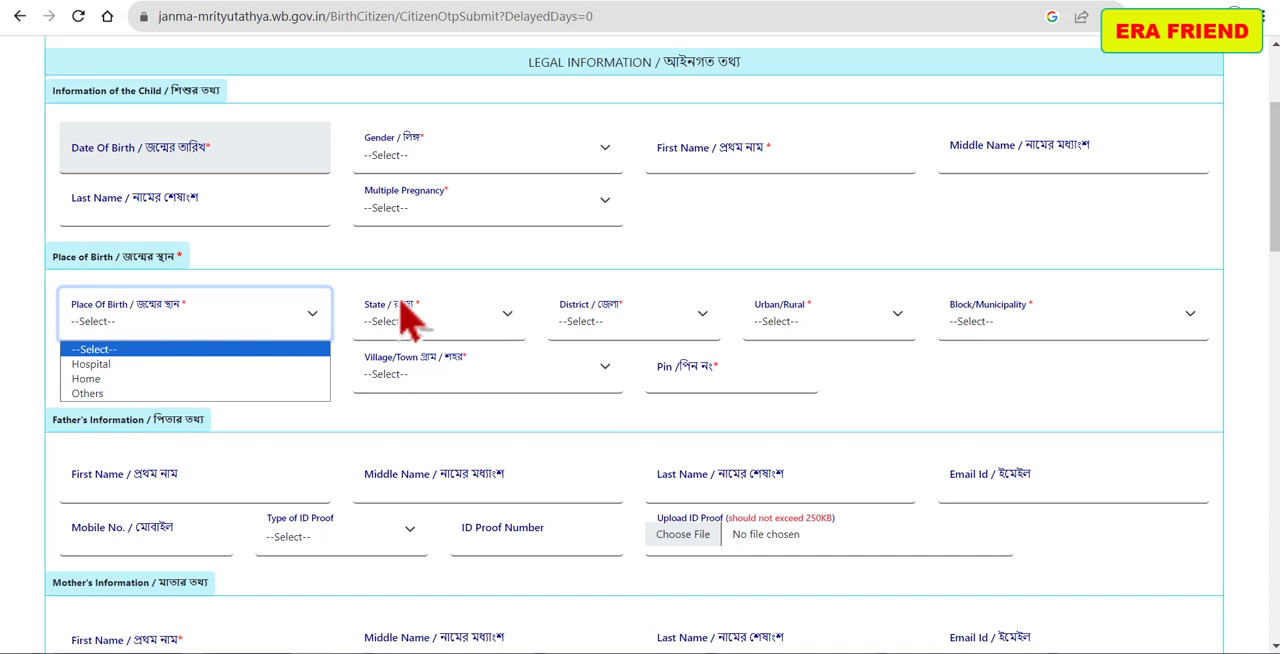 janma-mrityutathya.wb.gov.in/BirthCitizen/CitizenOtpSubmit?DelayedDays=0
ERA FRIEND
LEGAL INFORMATION / আইনগত তথ্য
Information of the Child / শিশুর তথ্য
Date Of Birth / জন্মের তারিখ*
Gender / লিঙ্গ*
--Select--
First Name / প্রথম নাম *
Middle Name / নামের মধ্যাংশ
Last Name / নামের শেষাংশ
Multiple Pregnancy*
--Select--
Place of Birth / জন্মের স্থান *
Place Of Birth / জন্মের স্থান *
--Select--
State / *
--Select
District / জেলা*
--Select--
Urban/Rural *
--Select--
Block/Municipality *
--Select--
--Select--
Hospital
Home
Others
Village/Town গ্রাম / শহর*
--Select--
Pin /পিন নং*
Father's Information / পিতার তথ্য
First Name / প্রথম নাম
Middle Name / নামের মধ্যাংশ
Last Name / নামের শেষাংশ
Email Id / ইমেইল
Mobile No. / মোবাইল
Type of ID Proof
--Select--
ID Proof Number
Upload ID Proof (should not exceed 250KB)
Choose File No file chosen
Mother's Information / মাতার তথ্য
First Name / প্রথম নাম*
Middle Name / নামের মধ্যাংশ
Last Name / নামের শেষাংশ
Email Id / ইমেইল